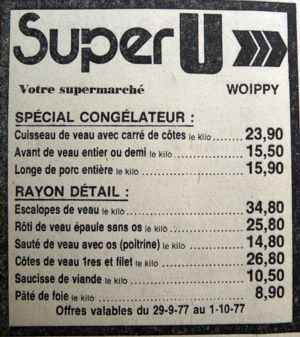 Super U
Votre supermarché WOIPPY
SPÉCIAL CONGÉLATEUR :
Cuisseau de veau avec carré de côtes le kilo 23,90
Avant de veau entier ou demi le kilo ........ 15,50
Longe de porc entière le kilo ................ 15,90
RAYON DÉTAIL :
Escalopes de veau le kilo ..................... 34,80
Rôti de veau épaule sans os le kilo ......... 25,80
Sauté de veau avec os (poitrine) le kilo .... 14,80
Côtes de veau 1res et filet le kilo ........... 26,80
Saucisse de viande le kilo .................... 10,50
Pâté de foie le kilo ............................ 8,90
Offres valables du 29-9-77 au 1-10-77